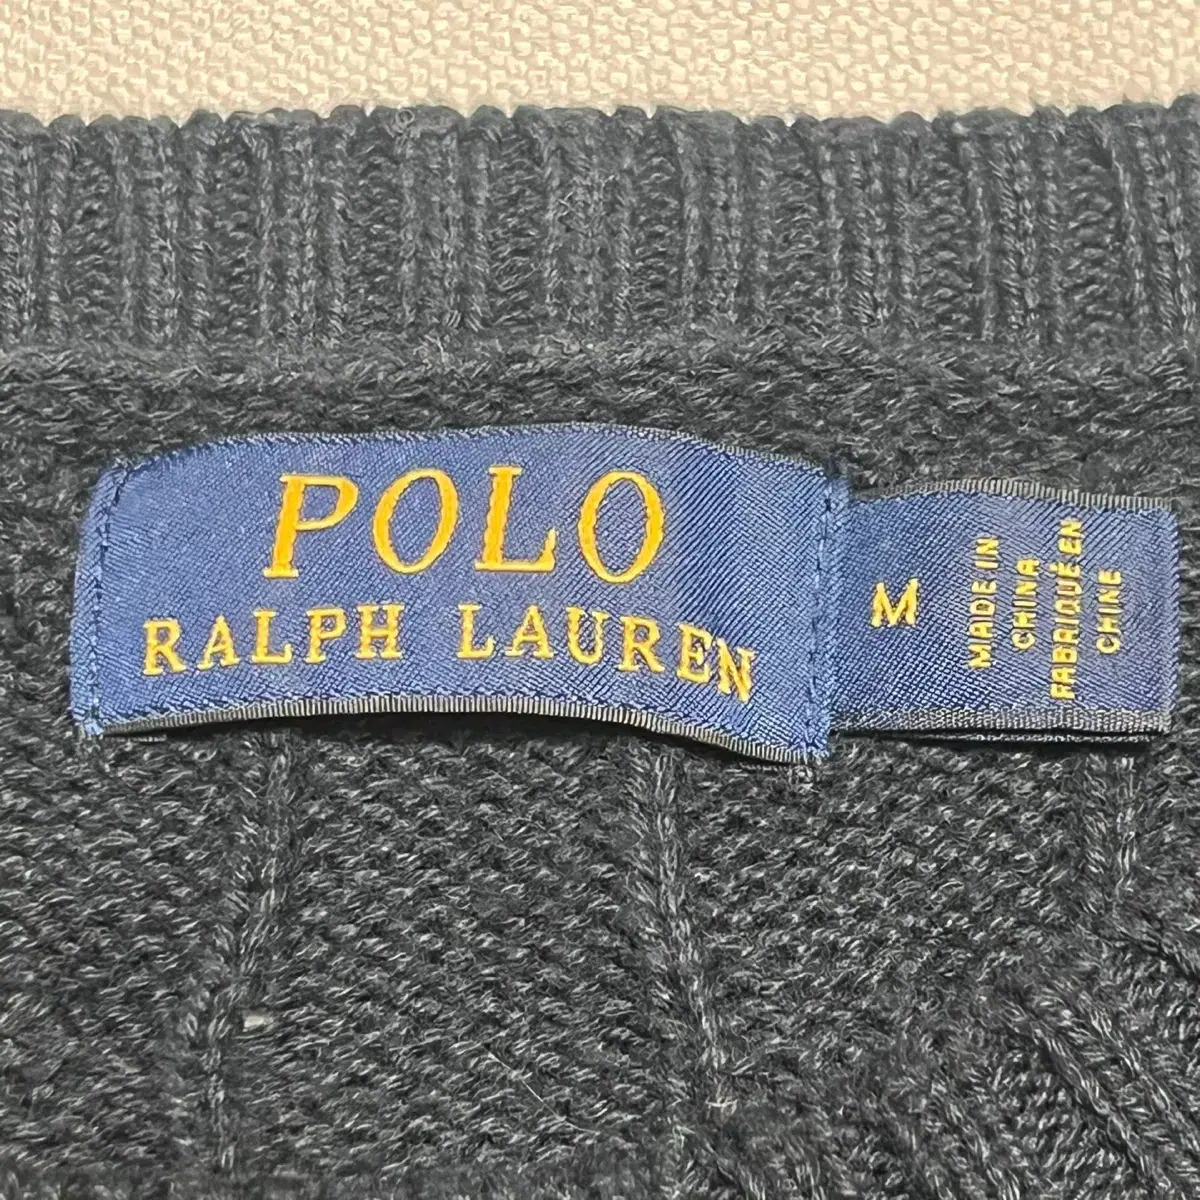 POLO
RALPH LAUREN
M
MADE IN
CHINA
FABRIQUÉ EN
CHINE